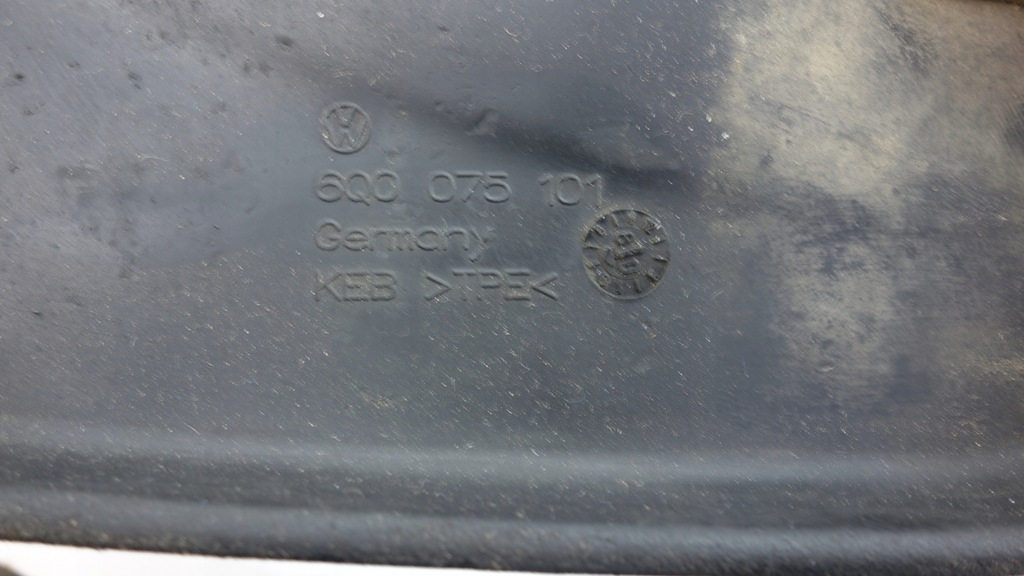 6Q0 075 101
Germany
KEB >TPE<